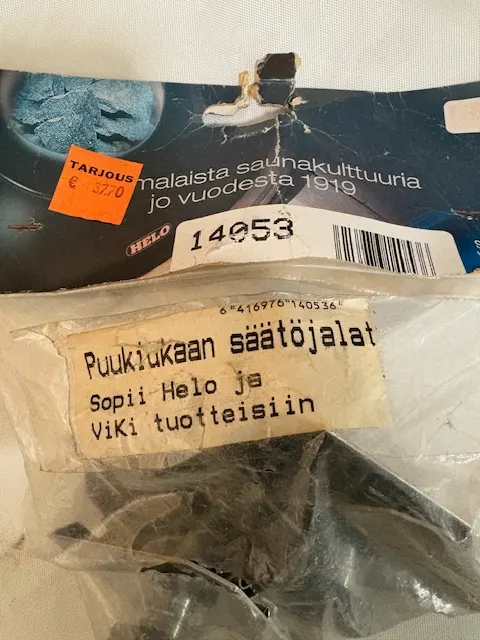 TARJOUS
€ 37.70
malaista saunakulttuuria
jo vuodesta 1919
HELO
14053
6 "416976"140536"
Puukiukaan säätöjalat
Sopii Helo ja
ViKi tuotteisiin